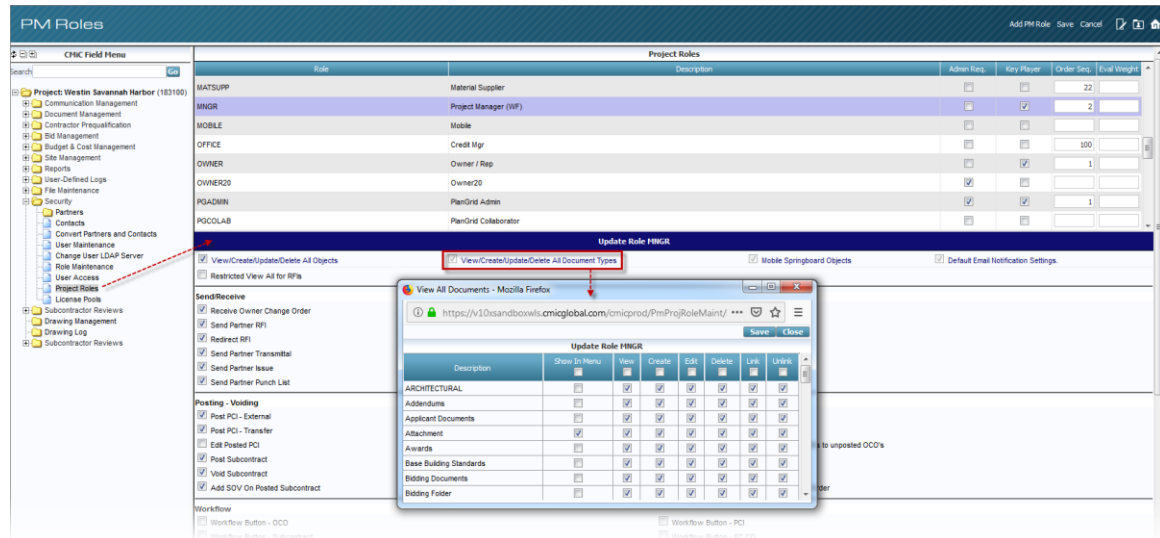 PM Roles
Add PM Role Save Cancel
CMiC Field Menu
Search Go
Project: Westin Savannah Harbor (183100)
Communication Management
Document Management
Contractor Prequalification
Bid Management
Budget & Cost Management
Site Management
Reports
User-Defined Logs
File Maintenance
Security
Partners
Contacts
Convert Partners and Contacts
User Maintenance
Change User LDAP Server
Role Maintenance
User Access
Project Roles
License Pools
Subcontractor Reviews
Drawing Management
Drawing Log
Subcontractor Reviews
Project Roles
Role Description Admin Req. Key Player Order Seq. Eval Weight
MATSUPP Material Supplier 22
MNGR Project Manager (WF) 2
MOBILE Mobile
OFFICE Credit Mgr 100
OWNER Owner / Rep 1
OWNER20 Owner20
PGADMIN PlanGrid Admin 1
PGCOLAB PlanGrid Collaborator
Update Role MNGR
View/Create/Update/Delete All Objects View/Create/Update/Delete All Document Types Mobile Springboard Objects Default Email Notification Settings.
Restricted View All for RFIs
Send/Receive
Receive Owner Change Order
Send Partner RFI
Redirect RFI
Send Partner Transmittal
Send Partner Issue
Send Partner Punch List
Posting - Voiding
Post PCI - External
Post PCI - Transfer
Edit Posted PCI
s to unposted OCO's
Post Subcontract
Void Subcontract
Add SOV On Posted Subcontract
Workflow
Workflow Button - OCO Workflow Button - PCI
Workflow Button - Subcontract Workflow Button - SC CO
View All Documents - Mozilla Firefox
https://v10xsandboxwls.cmicglobal.com/cmicprod/PmProjRoleMaint/
Save Close
Update Role MNGR
Description Show In Menu View Create Edit Delete Link Unlink
ARCHITECTURAL
Addendums
Applicant Documents
Attachment
Awards
Base Building Standards
Bidding Documents
Bidding Folder